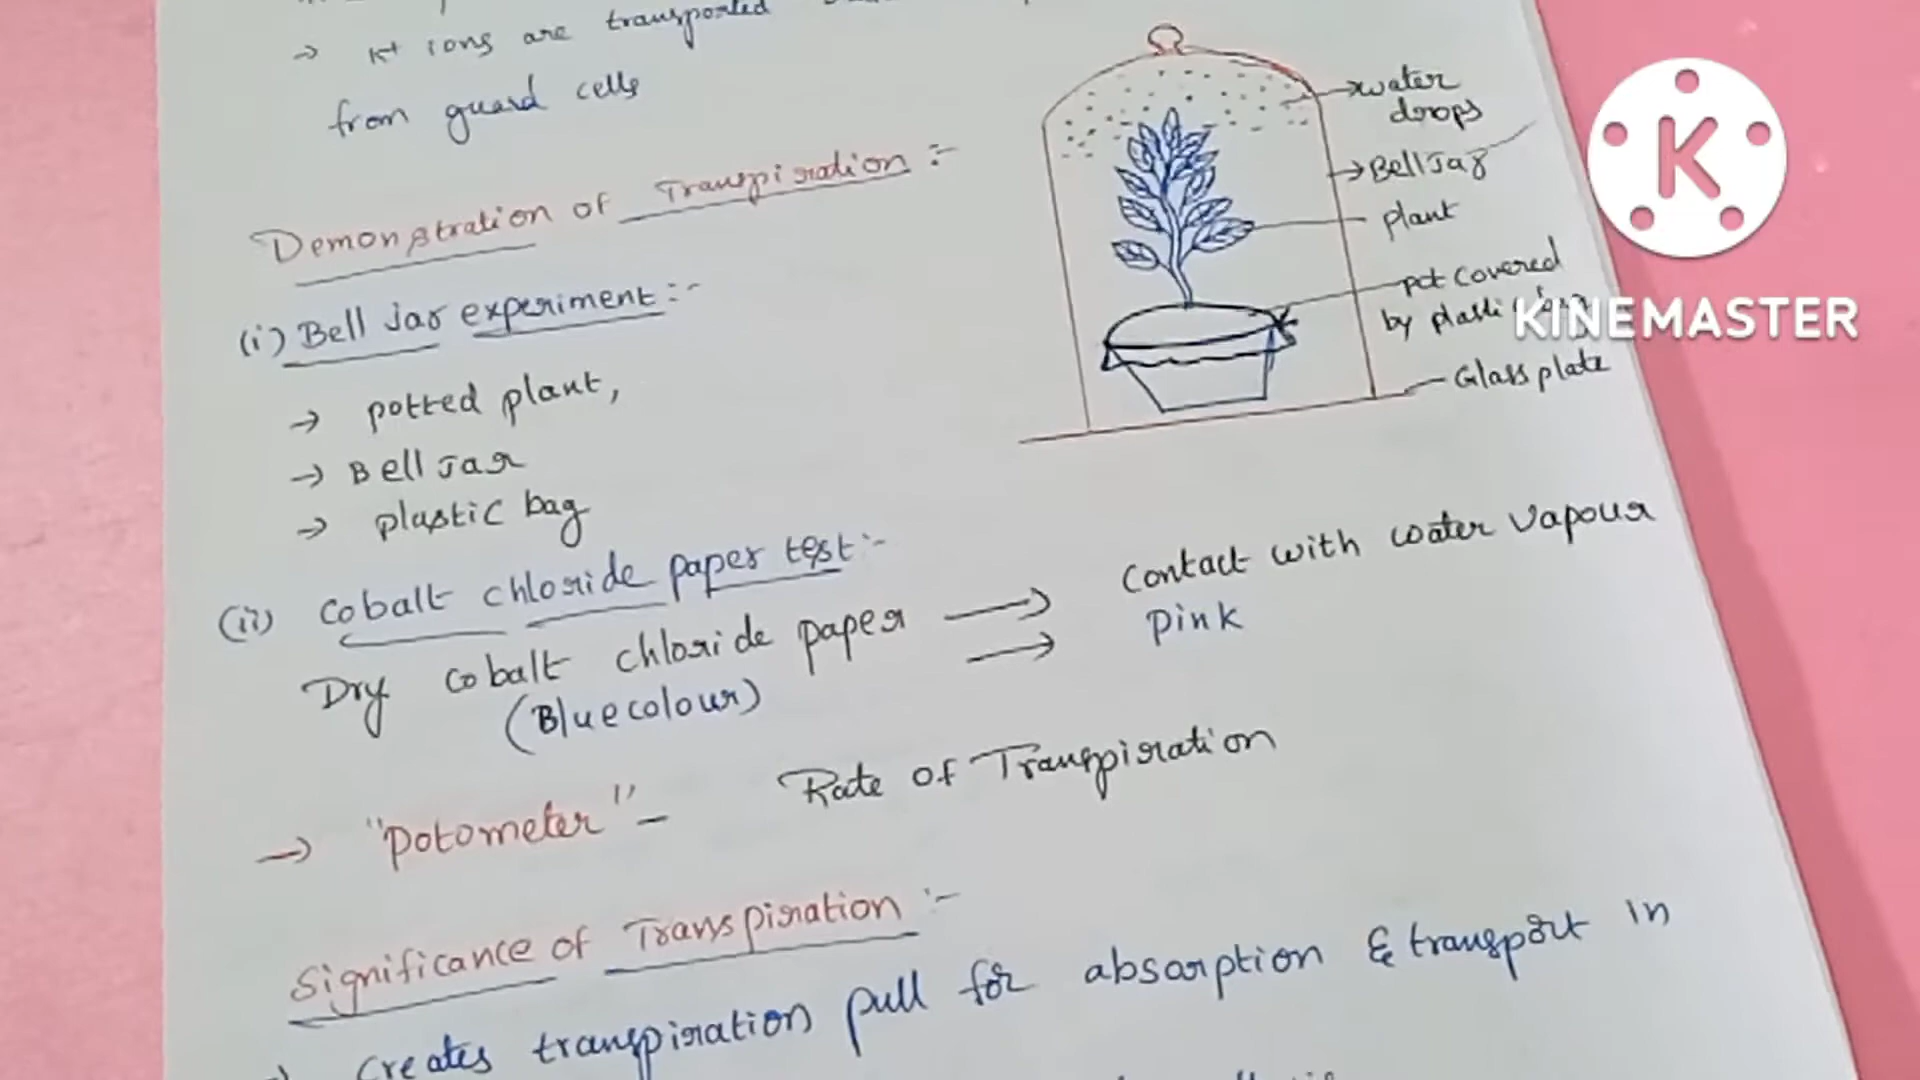 → K+ ions are transported
from guard cells
Demonstration of Transpiration :-
(i) Bell jar experiment :-
→ potted plant,
→ Bell Jar
→ plastic bag
water
drops
→ Bell Jar
plant
pot covered
by
Glass plate
K
KINEMASTER
(ii) Cobalt chloride paper test :-
Dry cobalt chloride paper → Contact with water vapour
(Blue colour) → Pink
→ "Potometer" - Rate of Transpiration
Significance of Transpiration :-
Creates transpiration pull for absorption & transport in